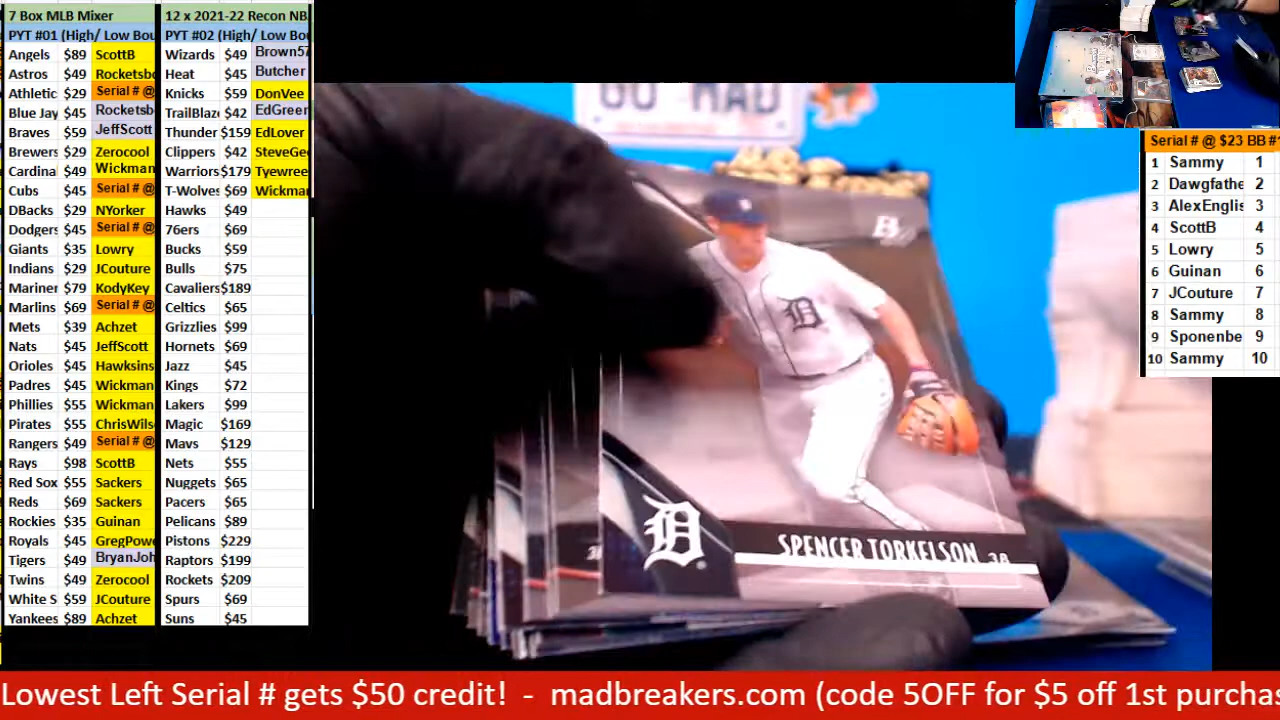 7 Box MLB Mixer
PYT #01 (High/ Low Bou
Angels $89 ScottB
Astros $49 Rocketsbo
Athletic $29 Serial # @
Blue Jay $45 Rocketsb
Braves $59 JeffScott
Brewers $29 Zerocool
Cardina $49 Wickman
Cubs $45 Serial # @
DBacks $29 NYorker
Dodgers $45 Serial # @
Giants $35 Lowry
Indians $29 JCouture
Mariner $79 KodyKey
Marlins $69 Serial # @
Mets $39 Achzet
Nats $45 JeffScott
Orioles $45 Hawksins
Padres $45 Wickman
Phillies $55 Wickman
Pirates $55 ChrisWils
Rangers $43 Serial # @
Rays $98 ScottB
Red Sox $55 Sackers
Reds $69 Sackers
Rockies $35 Guinan
Royals $45 GregPowe
Tigers $49 BryanJoh
Twins $49 Zerocool
White S $59 JCouture
Yankees $89 Achzet
12 x 2021-22 Recon NB
PYT #02 (High/ Low Bou
Wizards $49 Brown57
Heat $45 Butcher
Knicks $59 DonVee
TrailBlaz $42 EdGreer
Thunder $159 EdLover
Clippers $42 SteveGe
Warriors $179 Tyewree
T-Wolves $69 Wickman
Hawks $49
76ers $69
Bucks $59
Bulls $75
Cavaliers $189
Celtics $65
Grizzlies $99
Hornets $69
Jazz $45
Kings $72
Lakers $99
Magic $169
Mavs $129
Nets $55
Nuggets $65
Pacers $65
Pelicans $89
Pistons $229
Raptors $199
Rockets $209
Spurs $69
Suns $45
GO MAD
D
D
SPENCER TORKELSON 3B
Serial # @ $23 BB #
1 Sammy 1
2 Dawgfathe 2
3 AlexEnglis 3
4 ScottB 4
5 Lowry 5
6 Guinan 6
7 JCouture 7
8 Sammy 8
9 Sponenbe 9
10 Sammy 10
Lowest Left Serial # gets $50 credit! - madbreakers.com (code 5OFF for $5 off 1st purchas